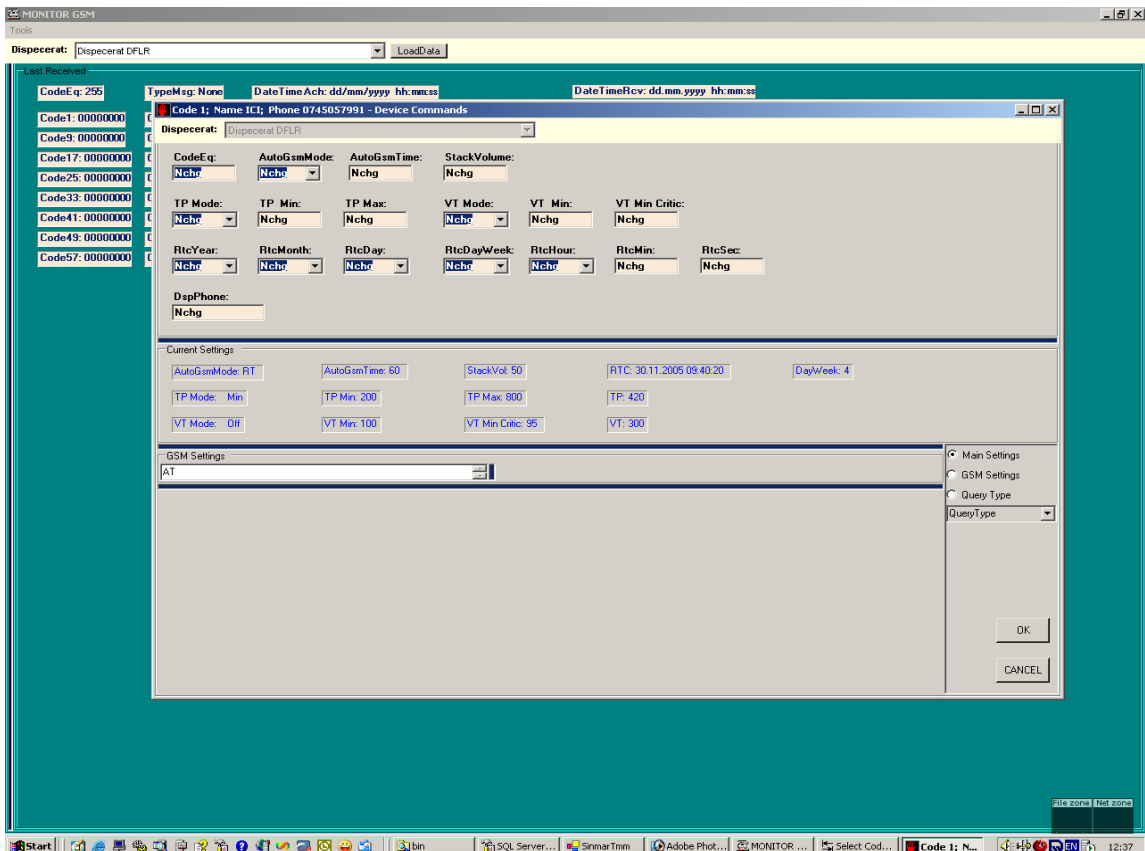 MONITOR GSM
Tools
Dispecerat: Dispecerat DFLR LoadData
Last Received
CodeEq: 255 TypeMsg: None DateTimeAch: dd/mm/yyyy hh:mm:ss DateTimeRcv: dd.mm.yyyy hh:mm:ss
Code1: 00000000
Code9: 00000000
Code17: 00000000
Code25: 00000000
Code33: 00000000
Code41: 00000000
Code49: 00000000
Code57: 00000000
Code 1; Name ICI; Phone 0745057991 - Device Commands
Dispecerat: Dispecerat DFLR
CodeEq: AutoGsmMode: AutoGsmTime: StackVolume:
Nchg Nchg Nchg Nchg
TP Mode: TP Min: TP Max: VT Mode: VT Min: VT Min Critic:
Nchg Nchg Nchg Nchg Nchg Nchg
RtcYear: RtcMonth: RtcDay: RtcDayWeek: RtcHour: RtcMin: RtcSec:
Nchg Nchg Nchg Nchg Nchg Nchg Nchg
DspPhone:
Nchg
Current Settings
AutoGsmMode: RT AutoGsmTime: 60 StackVol: 50 RTC: 30.11.2005 09:40:20 DayWeek: 4
TP Mode: Min TP Min: 200 TP Max: 800 TP: 420
VT Mode: Off VT Min: 100 VT Min Critic: 95 VT: 300
GSM Settings
AT
Main Settings
GSM Settings
Query Type
QueryType
OK
CANCEL
File zone Net zone
Start bin SQL Server... SinmarTmm Adobe Phot... MONITOR ... Select Cod... Code 1; N... EN 12:37